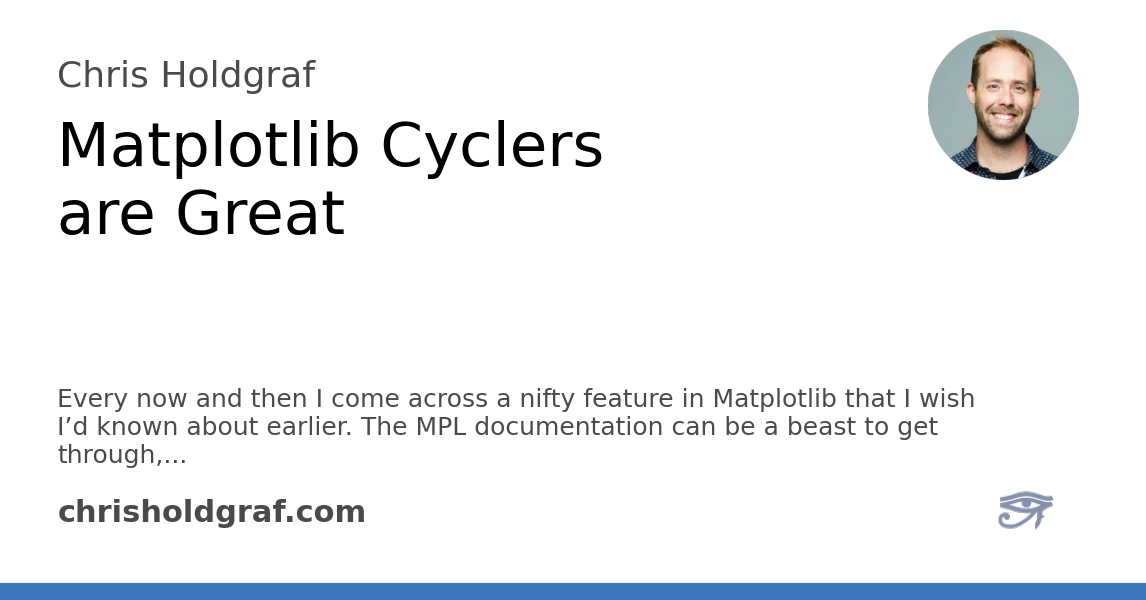 Chris Holdgraf
Matplotlib Cyclers
are Great
Every now and then I come across a nifty feature in Matplotlib that I wish
I’d known about earlier. The MPL documentation can be a beast to get
through,...
chrisholdgraf.com